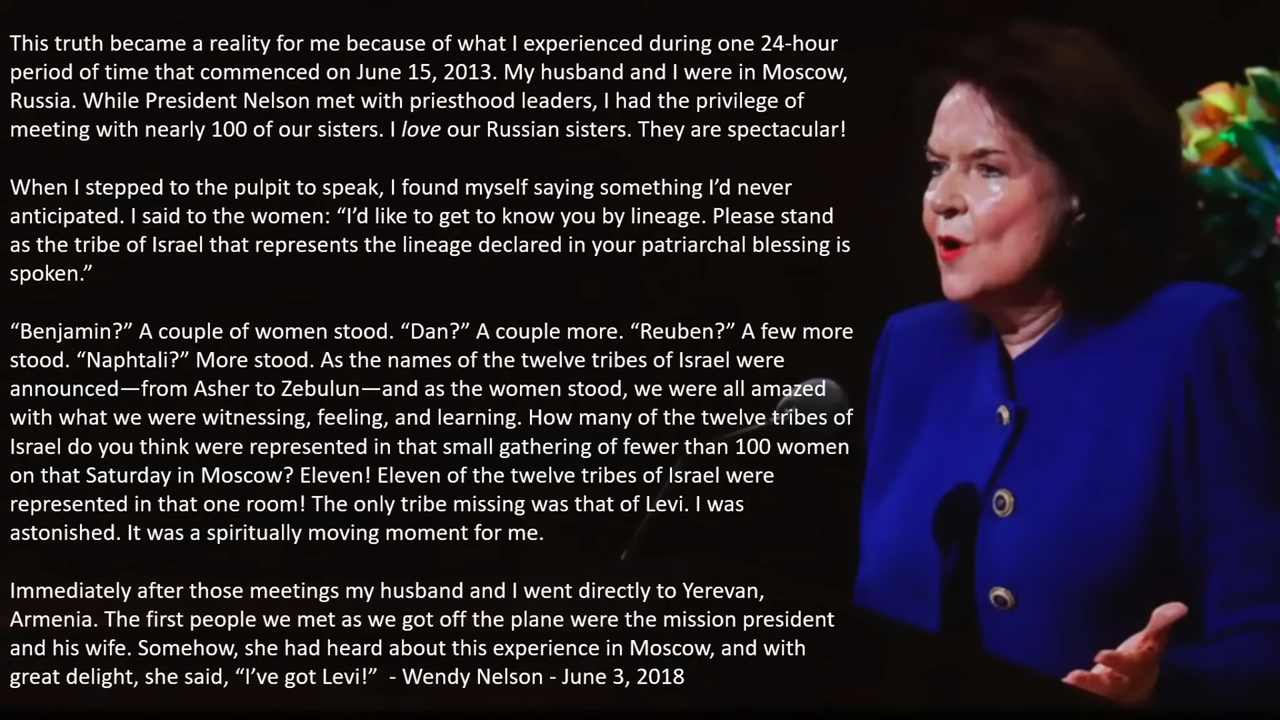 This truth became a reality for me because of what I experienced during one 24-hour
period of time that commenced on June 15, 2013. My husband and I were in Moscow,
Russia. While President Nelson met with priesthood leaders, I had the privilege of
meeting with nearly 100 of our sisters. I love our Russian sisters. They are spectacular!
When I stepped to the pulpit to speak, I found myself saying something I’d never
anticipated. I said to the women: “I’d like to get to know you by lineage. Please stand
as the tribe of Israel that represents the lineage declared in your patriarchal blessing is
spoken.”
“Benjamin?” A couple of women stood. “Dan?” A couple more. “Reuben?” A few more
stood. “Naphtali?” More stood. As the names of the twelve tribes of Israel were
announced—from Asher to Zebulun—and as the women stood, we were all amazed
with what we were witnessing, feeling, and learning. How many of the twelve tribes of
Israel do you think were represented in that small gathering of fewer than 100 women
on that Saturday in Moscow? Eleven! Eleven of the twelve tribes of Israel were
represented in that one room! The only tribe missing was that of Levi. I was
astonished. It was a spiritually moving moment for me.
Immediately after those meetings my husband and I went directly to Yerevan,
Armenia. The first people we met as we got off the plane were the mission president
and his wife. Somehow, she had heard about this experience in Moscow, and with
great delight, she said, “I’ve got Levi!”  - Wendy Nelson - June 3, 2018